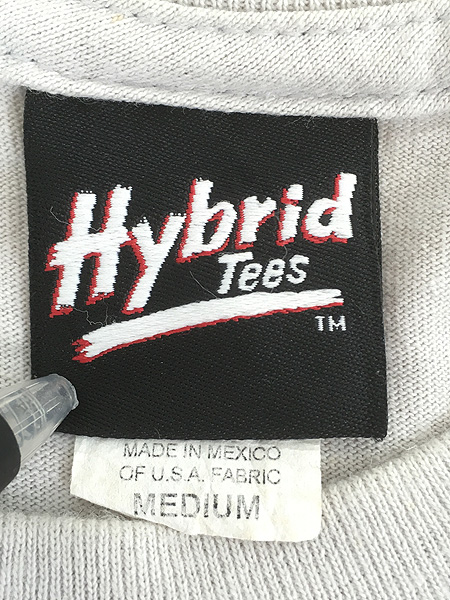 Hybrid
Tees
TM
MADE IN MEXICO
OF U.S.A. FABRIC
MEDIUM